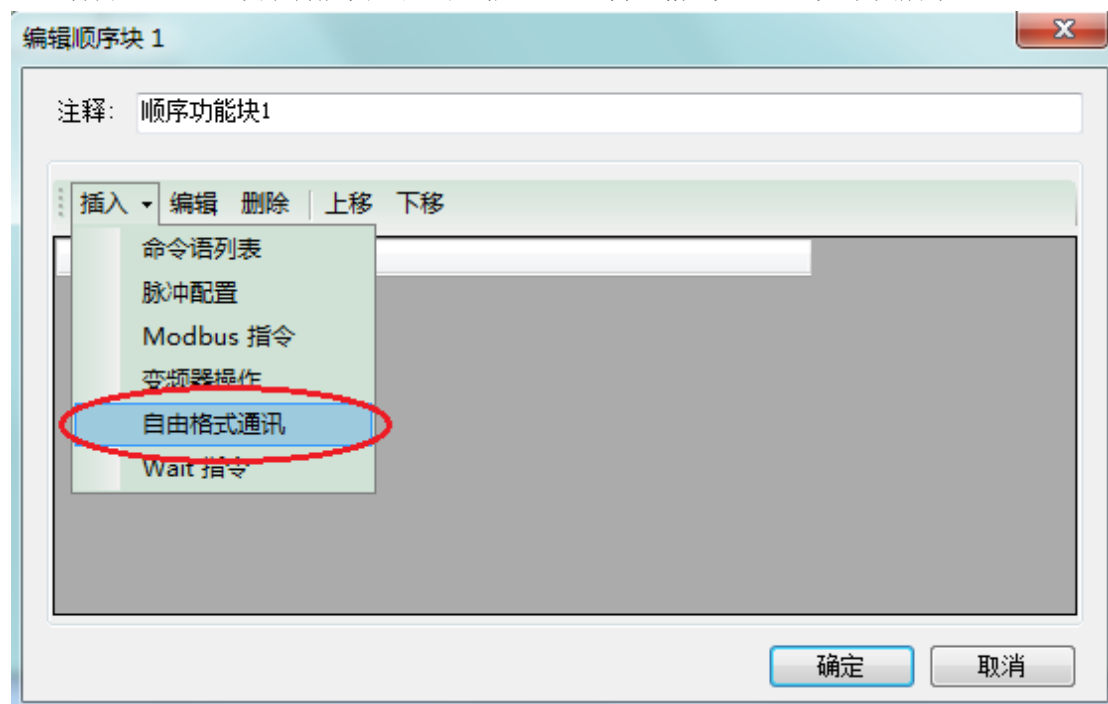 编辑顺序块 1
注释: 顺序功能块1
插入 编辑 删除 上移 下移
命令语列表
脉冲配置
Modbus 指令
变频器操作
自由格式通讯
Wait 指令
确定 取消